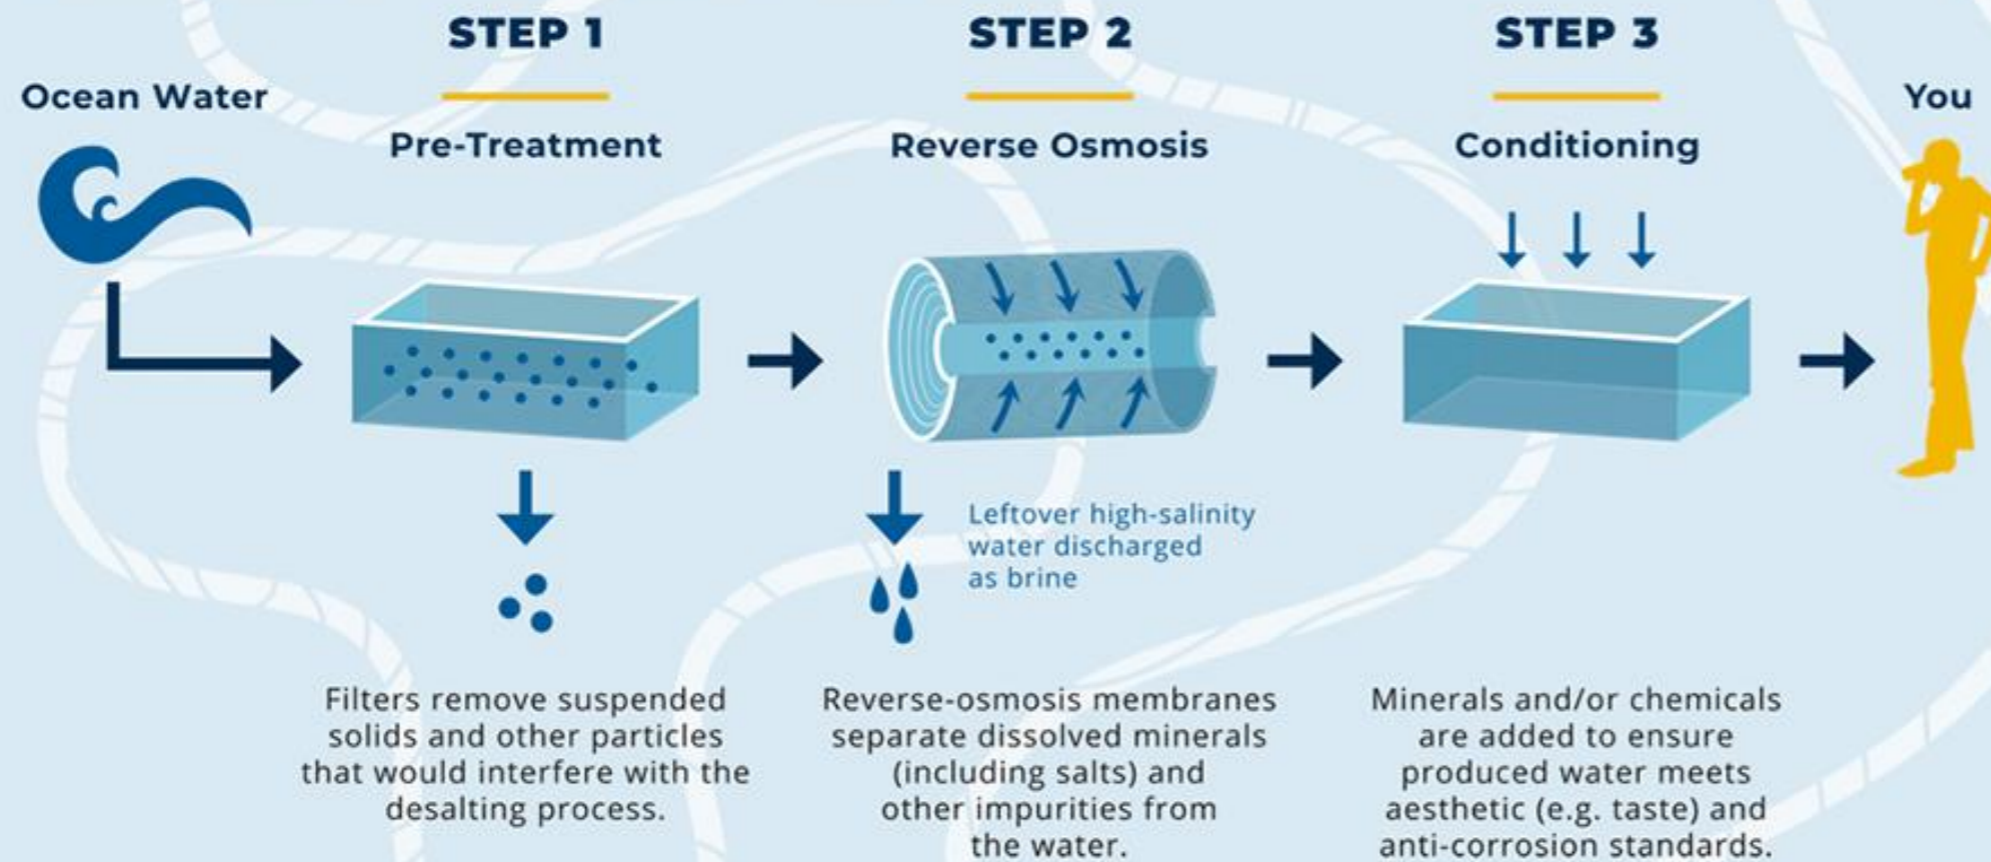 STEP 1
STEP 2
STEP 3
Ocean Water
You
Pre-Treatment
Reverse Osmosis
Conditioning
Leftover high-salinity
water discharged
as brine
Filters remove suspended
solids and other particles
that would interfere with the
desalting process.
Reverse-osmosis membranes
separate dissolved minerals
(including salts) and
other impurities from
the water.
Minerals and/or chemicals
are added to ensure
produced water meets
aesthetic (e.g. taste) and
anti-corrosion standards.